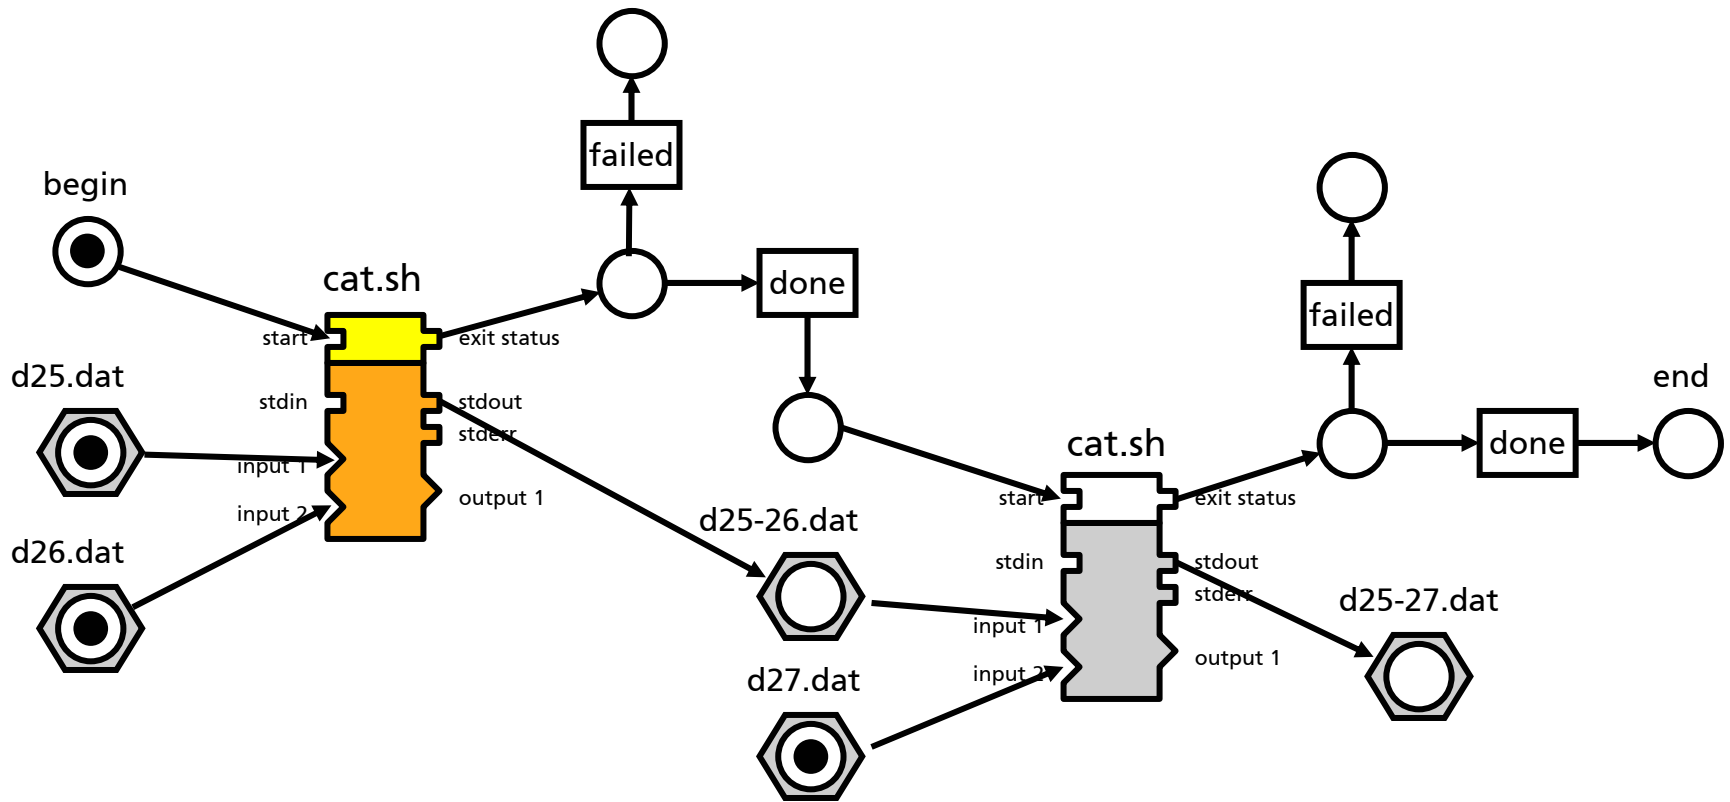 failed
begin
cat.sh
done
start
exit status
d25.dat
stdin
stdout
stderr
input 1
output 1
input 2
d26.dat
failed
end
cat.sh
done
start
exit status
d25-26.dat
stdin
stdout
stderr
d25-27.dat
input 1
output 1
input 2
d27.dat